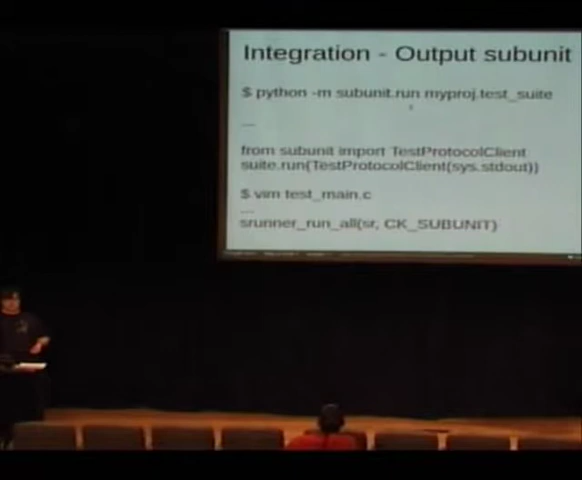 Integration - Output subunit
$ python -m subunit.run myproj.test_suite
...
from subunit import TestProtocolClient
suite.run(TestProtocolClient(sys.stdout))
$ vim test_main.c
...
srunner_run_all(sr, CK_SUBUNIT)